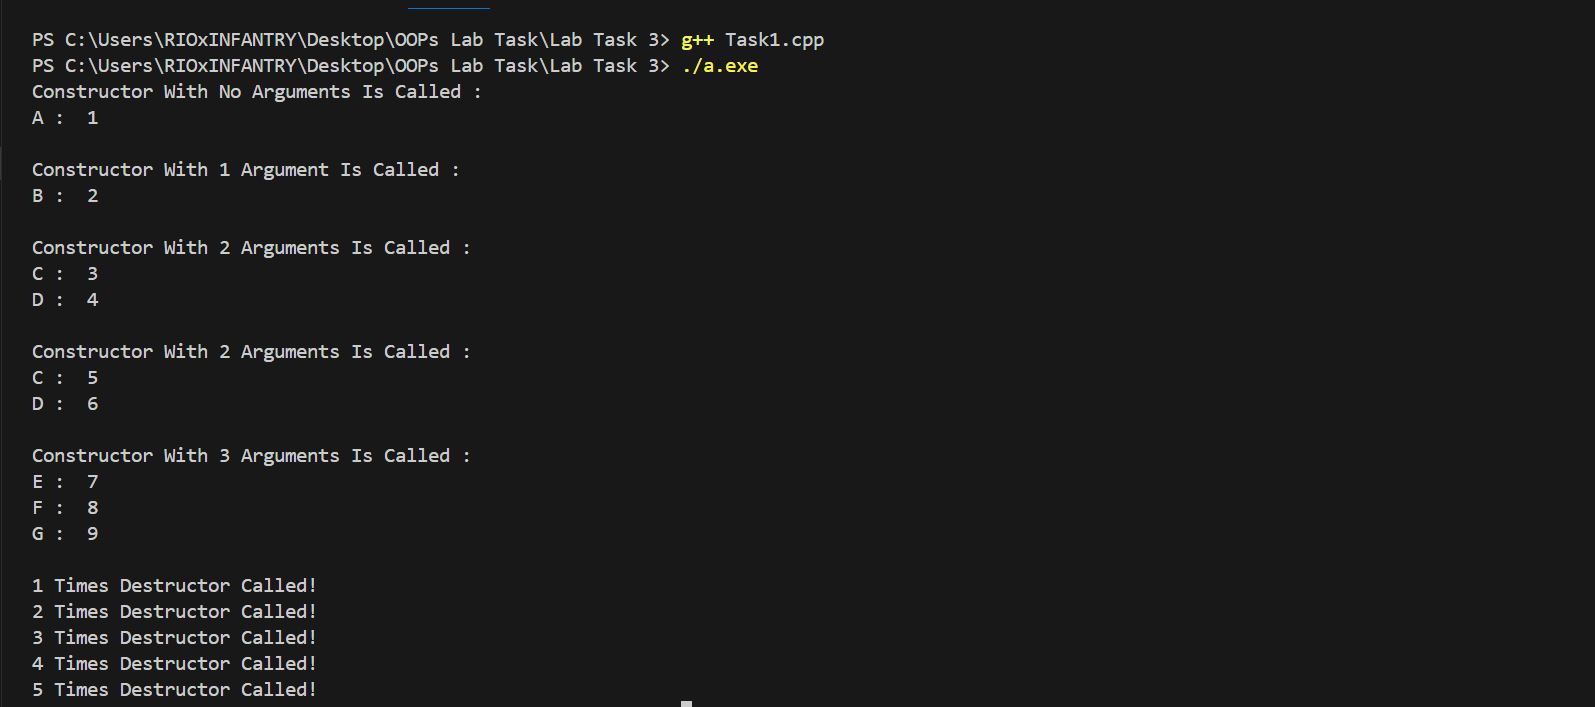 PS C:\Users\RIOxINFANTRY\Desktop\OOPs Lab Task\Lab Task 3> g++ Task1.cpp
PS C:\Users\RIOxINFANTRY\Desktop\OOPs Lab Task\Lab Task 3> ./a.exe
Constructor With No Arguments Is Called :
A :  1
Constructor With 1 Argument Is Called :
B :  2
Constructor With 2 Arguments Is Called :
C :  3
D :  4
Constructor With 2 Arguments Is Called :
C :  5
D :  6
Constructor With 3 Arguments Is Called :
E :  7
F :  8
G :  9
1 Times Destructor Called!
2 Times Destructor Called!
3 Times Destructor Called!
4 Times Destructor Called!
5 Times Destructor Called!